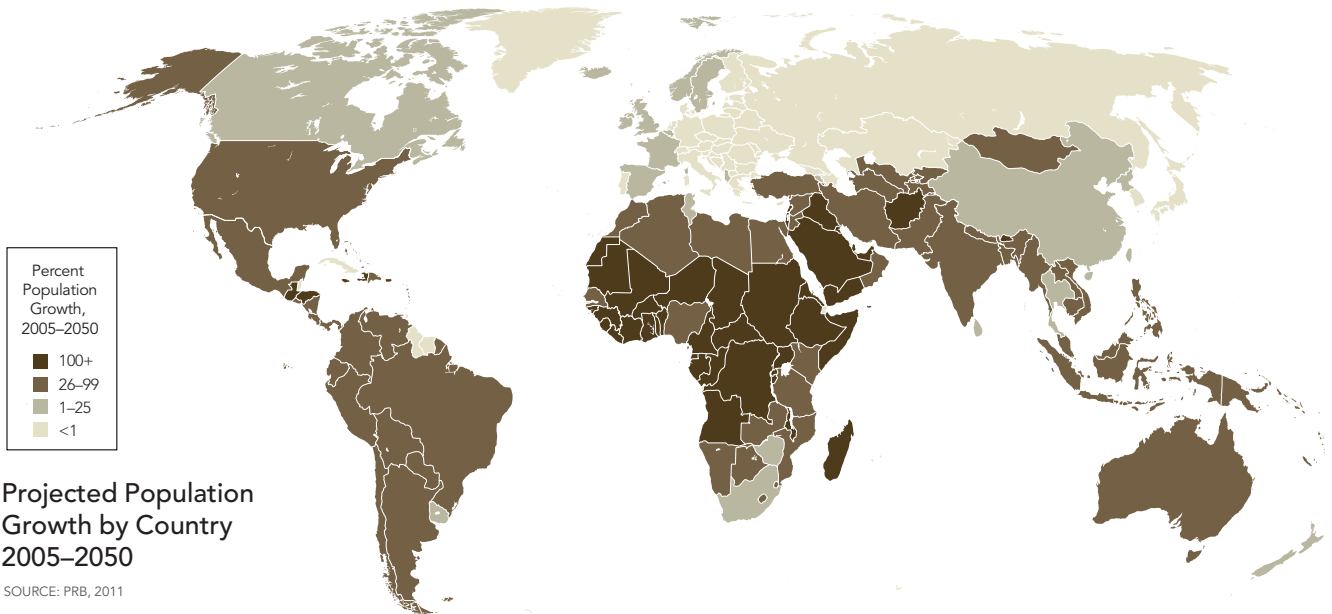 Percent
Population
Growth,
2005–2050
100+
26–99
1–25
<1
Projected Population
Growth by Country
2005–2050
SOURCE: PRB, 2011